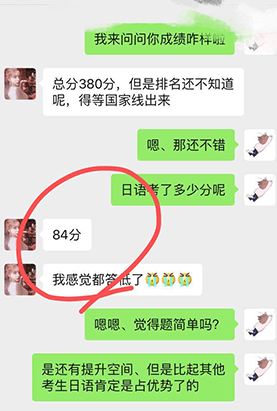 我来问问你成绩咋样啦
总分380分，但是排名还不知道
呢，得等国家线出来
嗯、那还不错
日语考了多少分呢
84分
我感觉都答低了😭😭😭
嗯嗯、觉得题简单吗？
是还有提升空间、但是比起其他
考生日语肯定是占优势了的